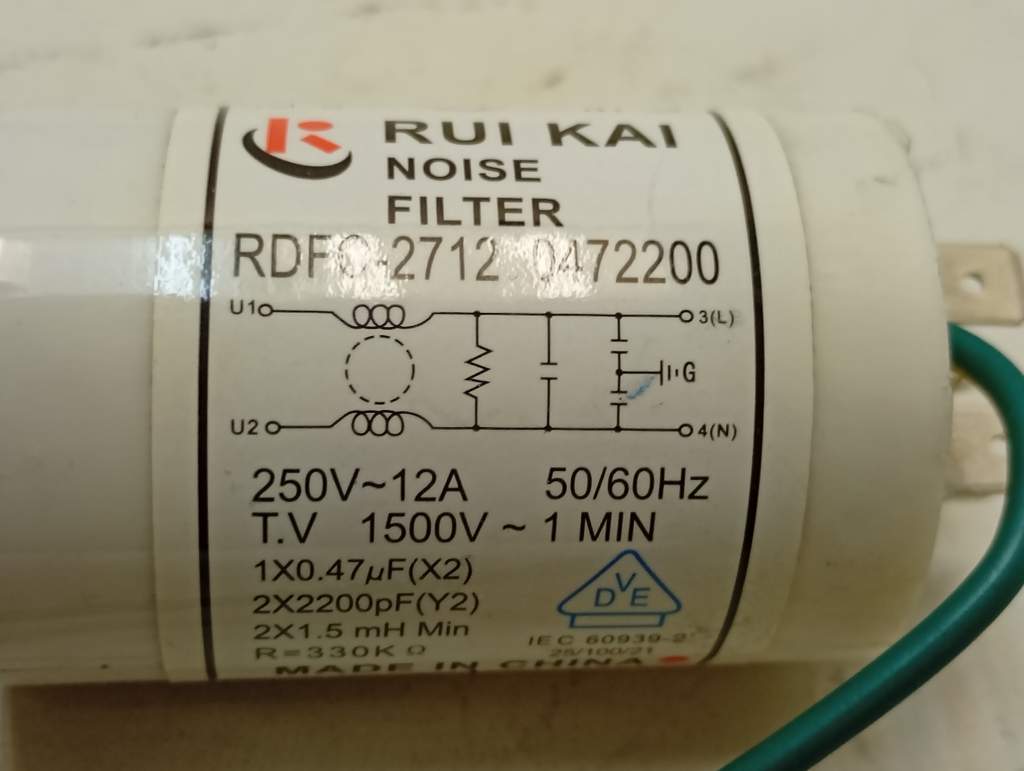 RUI KAI
NOISE
FILTER
RDFC-2712 0472200
U1 3(L)
G
U2 4(N)
250V~12A 50/60Hz
T.V 1500V ~ 1 MIN
1X0.47µF(X2)
2X2200pF(Y2)
2X1.5 mH Min
R=330K Ω
DVE
IEC 60939-2
25/100/21
MADE IN CHINA